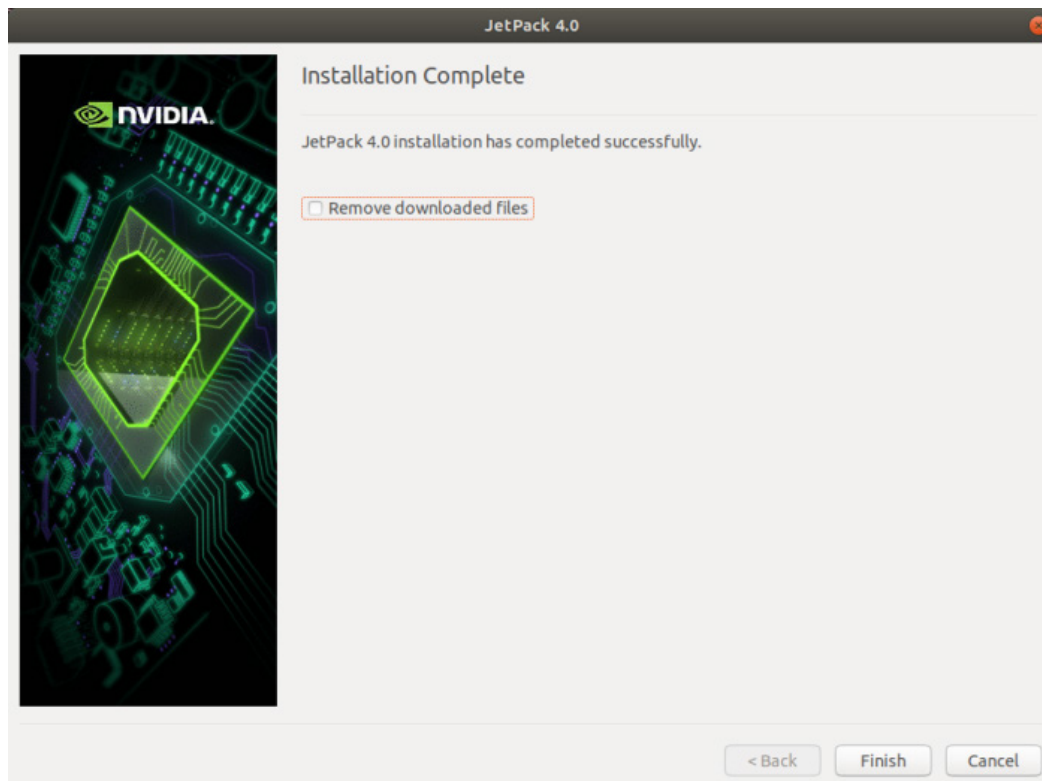 JetPack 4.0
NVIDIA.
Installation Complete
JetPack 4.0 installation has completed successfully.
Remove downloaded files
< Back
Finish
Cancel